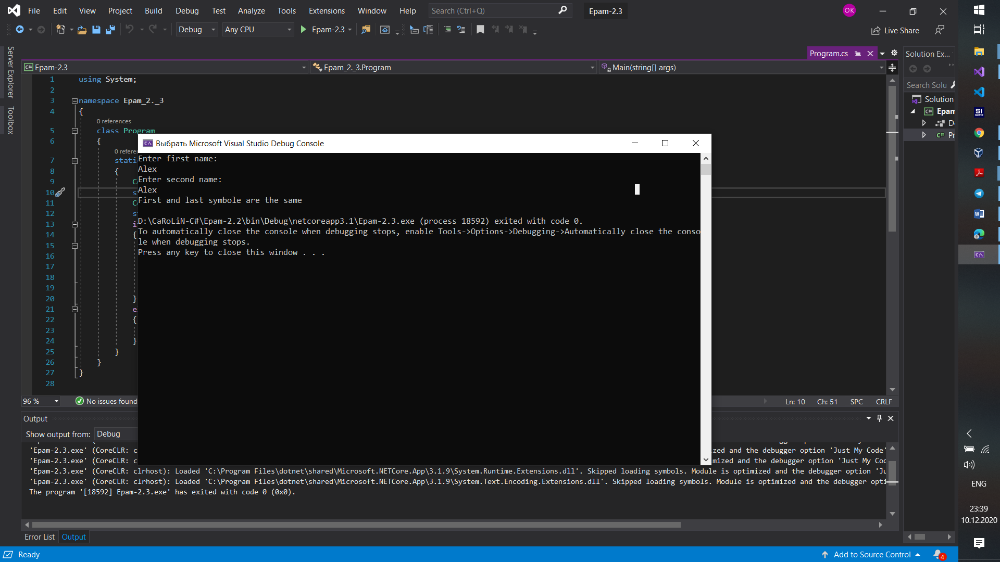 File Edit View Project Build Debug Test Analyze Tools Extensions Window Help Search (Ctrl+Q) Epam-2.3 OK
Debug Any CPU Epam-2.3 Live Share
Server Explorer
Toolbox
Program.cs
Solution Ex...
C# Epam-2.3 Epam_2._3.Program Main(string[] args)
Search Solu
Solution
C# Epam
C#
1 using System;
2
3 namespace Epam_2._3
4 {
0 references
5 class Program
6 {
7
8 {
9
10
11
12
13
14 {
15
16
17
18
19
20 }
21
22 {
23
24 }
25 }
26 }
27 }
28
Выбрать Microsoft Visual Studio Debug Console
Enter first name:
Alex
Enter second name:
Alex
First and last symbole are the same
D:\CaRoLiN-C#\Epam-2.2\bin\Debug\netcoreapp3.1\Epam-2.3.exe (process 18592) exited with code 0.
To automatically close the console when debugging stops, enable Tools->Options->Debugging->Automatically close the conso
le when debugging stops.
Press any key to close this window . . .
96 % No issues found Ln: 10 Ch: 51 SPC CRLF
Output
Show output from: Debug
'Epam-2.3.exe' (CoreCLR: c zed and the debugger option 'Just My Code'
'Epam-2.3.exe' (CoreCLR: c mized and the debugger option 'Just My Cod
'Epam-2.3.exe' (CoreCLR: clrhost): Loaded 'C:\Program Files\dotnet\shared\Microsoft.NETCore.App\3.1.9\System.Runtime.Extensions.dll'. Skipped loading symbols. Module is optimized and the debugger option 'Ju
'Epam-2.3.exe' (CoreCLR: clrhost): Loaded 'C:\Program Files\dotnet\shared\Microsoft.NETCore.App\3.1.9\System.Text.Encoding.Extensions.dll'. Skipped loading symbols. Module is optimized and the debugger opti
The program '[18592] Epam-2.3.exe' has exited with code 0 (0x0).
Error List Output
Ready Add to Source Control 4
SI
GAME
ENG
23:39
10.12.2020